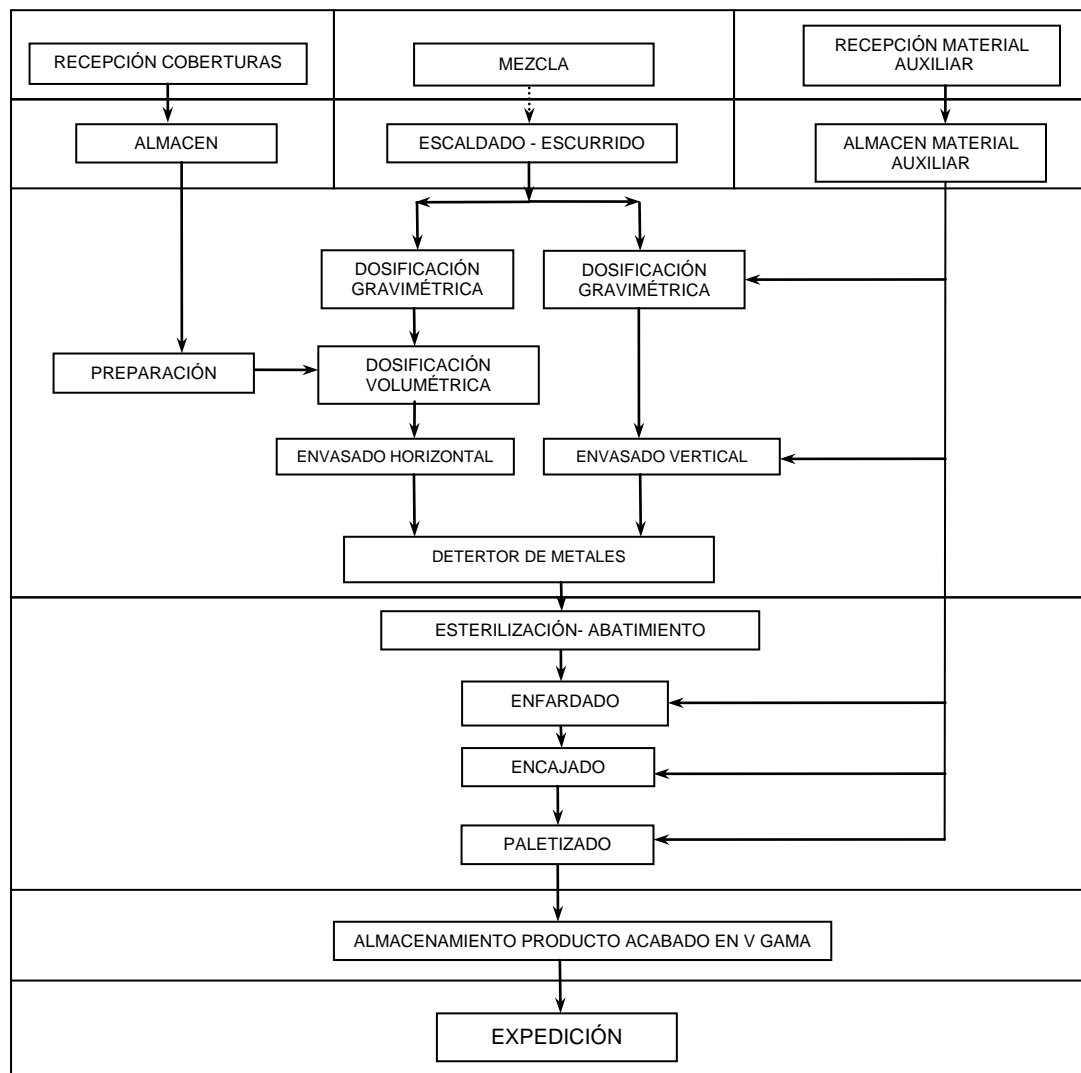 RECEPCIÓN COBERTURAS
MEZCLA
RECEPCIÓN MATERIAL
AUXILIAR
ALMACEN
ESCALDADO - ESCURRIDO
ALMACEN MATERIAL
AUXILIAR
DOSIFICACIÓN
GRAVIMÉTRICA
DOSIFICACIÓN
GRAVIMÉTRICA
PREPARACIÓN
DOSIFICACIÓN
VOLUMÉTRICA
ENVASADO HORIZONTAL
ENVASADO VERTICAL
DETERTOR DE METALES
ESTERILIZACIÓN- ABATIMIENTO
ENFARDADO
ENCAJADO
PALETIZADO
ALMACENAMIENTO PRODUCTO ACABADO EN V GAMA
EXPEDICIÓN